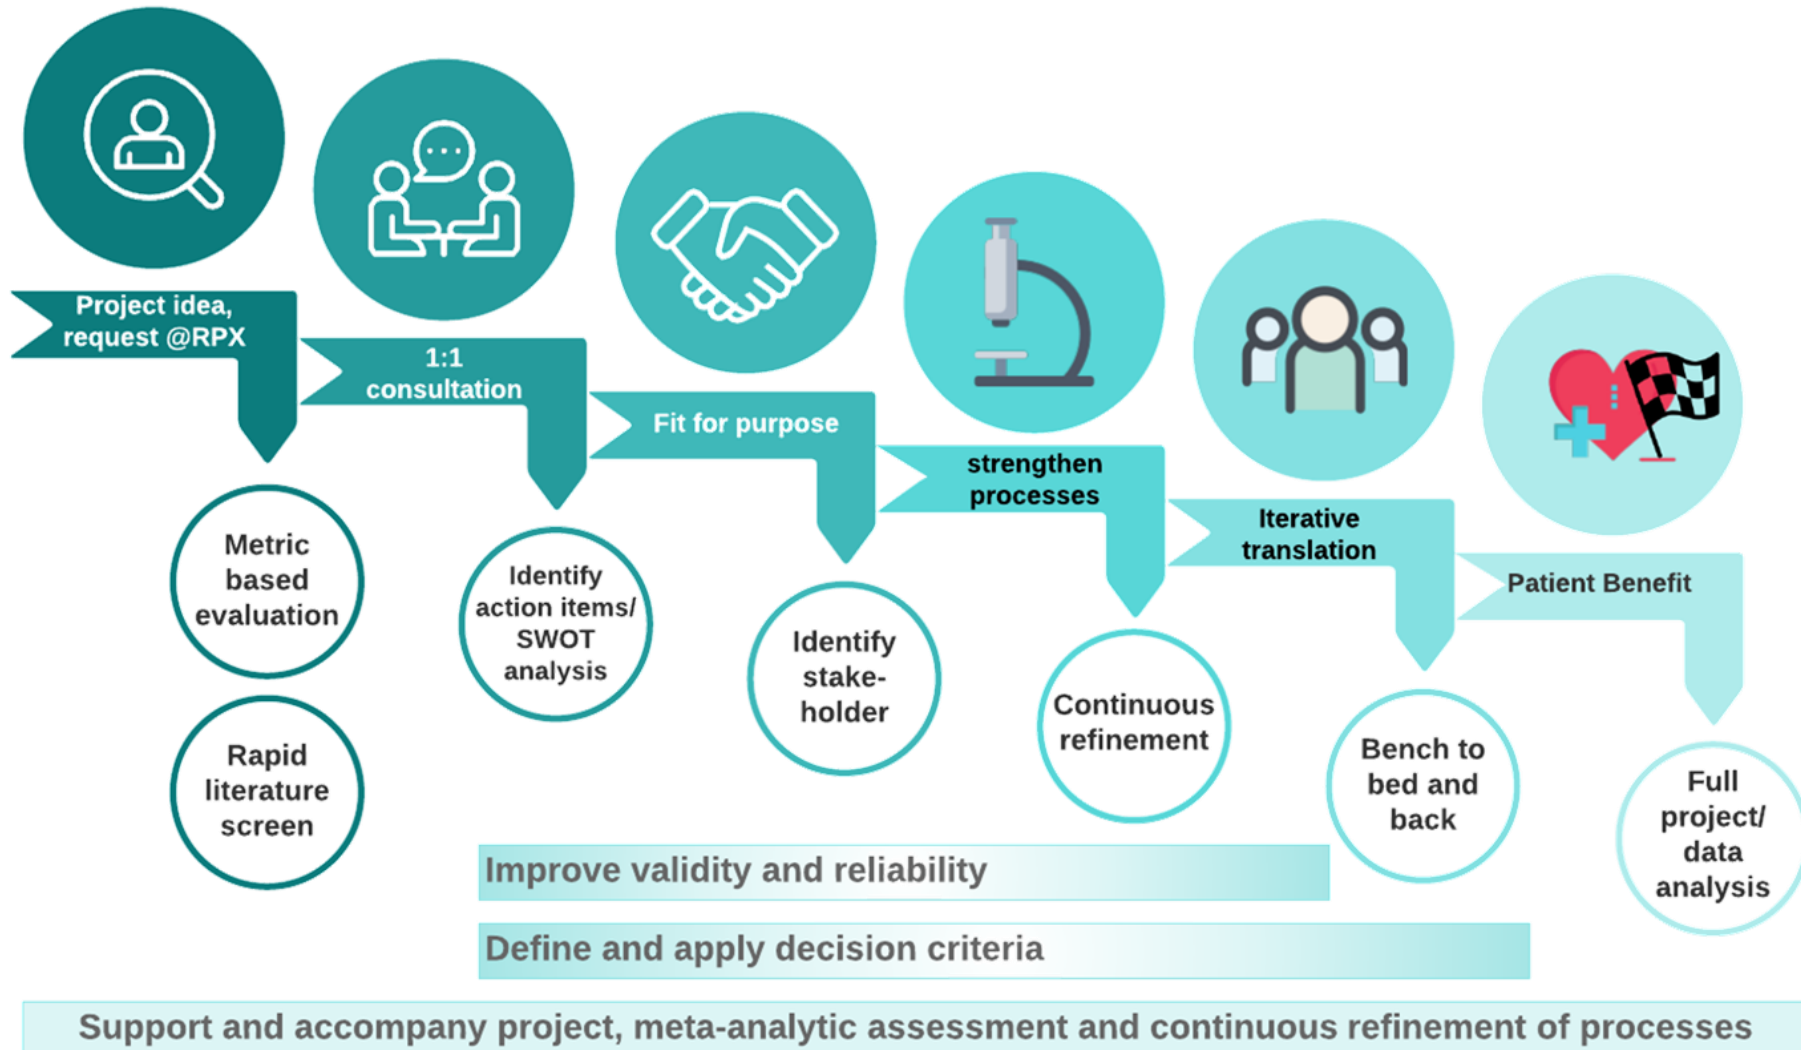 Project idea,
request @RPX
1:1
consultation
Fit for purpose
strengthen
processes
Iterative
translation
Patient Benefit
Metric
based
evaluation
Rapid
literature
screen
Identify
action items/
SWOT
analysis
Identify
stake-
holder
Continuous
refinement
Bench to
bed and
back
Full
project/
data
analysis
Improve validity and reliability
Define and apply decision criteria
Support and accompany project, meta-analytic assessment and continuous refinement of processes